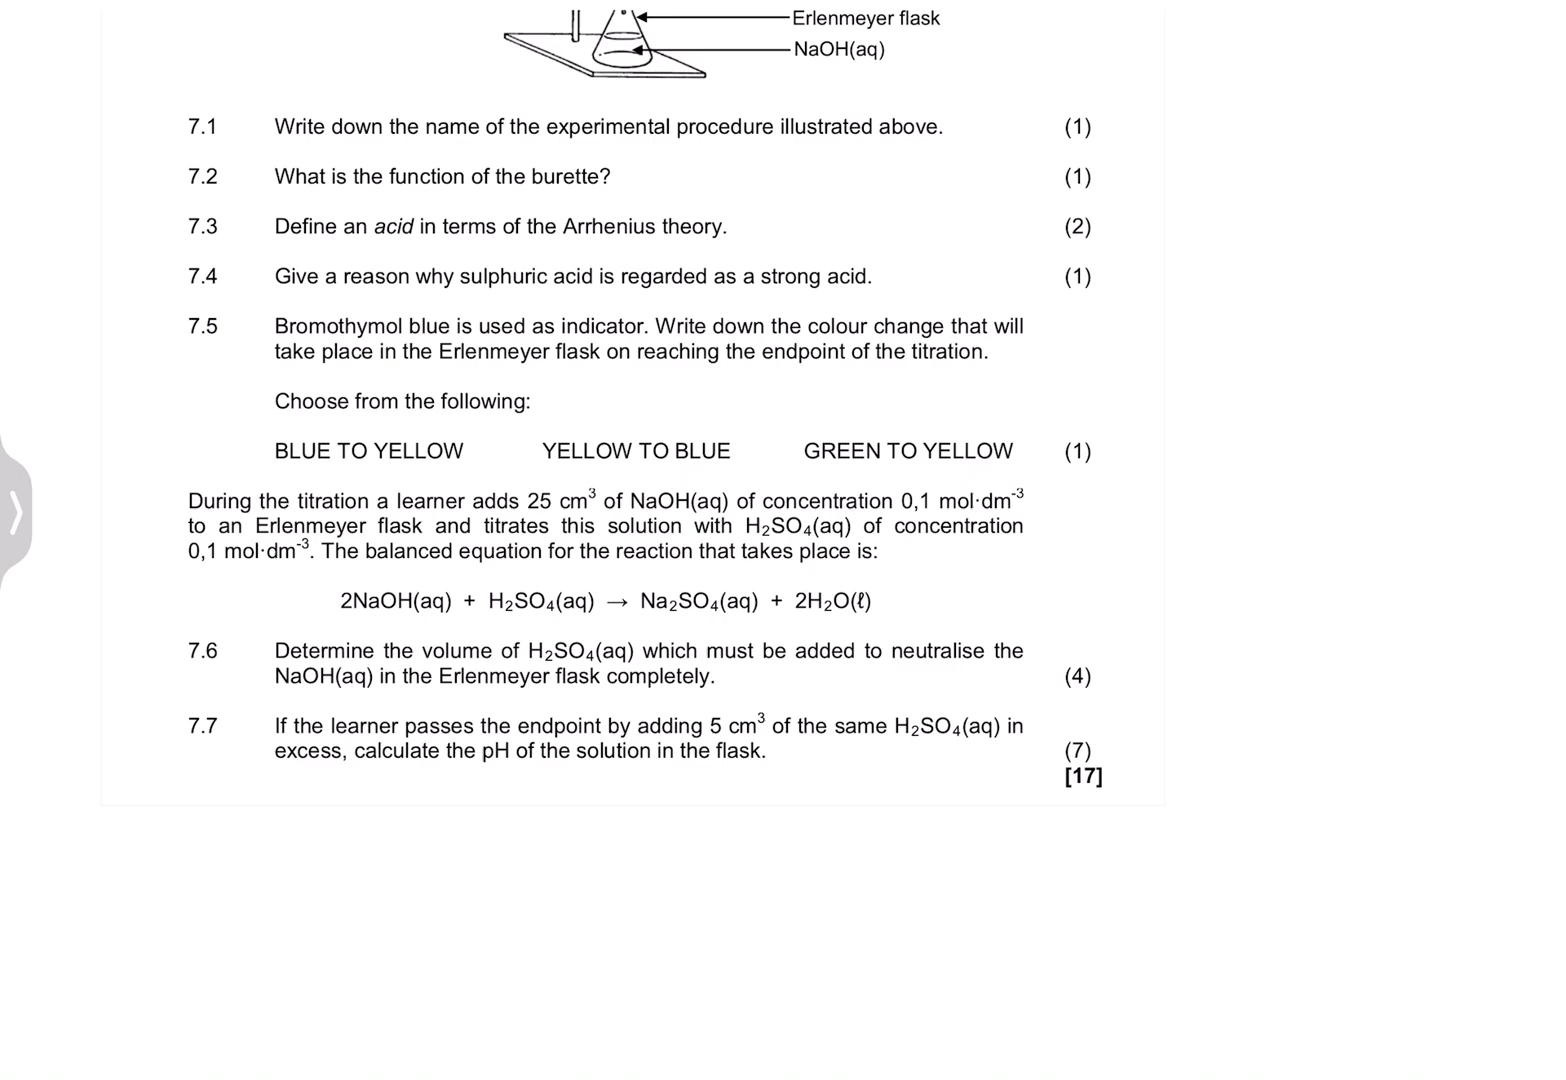 Erlenmeyer flask
NaOH(aq)
7.1 Write down the name of the experimental procedure illustrated above. (1)
7.2 What is the function of the burette? (1)
7.3 Define an acid in terms of the Arrhenius theory. (2)
7.4 Give a reason why sulphuric acid is regarded as a strong acid. (1)
7.5 Bromothymol blue is used as indicator. Write down the colour change that will
take place in the Erlenmeyer flask on reaching the endpoint of the titration.
Choose from the following:
BLUE TO YELLOW YELLOW TO BLUE GREEN TO YELLOW (1)
During the titration a learner adds 25 cm³ of NaOH(aq) of concentration 0,1 mol·dm⁻³
to an Erlenmeyer flask and titrates this solution with H₂SO₄(aq) of concentration
0,1 mol·dm⁻³. The balanced equation for the reaction that takes place is:
2NaOH(aq) + H₂SO₄(aq) → Na₂SO₄(aq) + 2H₂O(ℓ)
7.6 Determine the volume of H₂SO₄(aq) which must be added to neutralise the
NaOH(aq) in the Erlenmeyer flask completely. (4)
7.7 If the learner passes the endpoint by adding 5 cm³ of the same H₂SO₄(aq) in
excess, calculate the pH of the solution in the flask. (7)
[17]